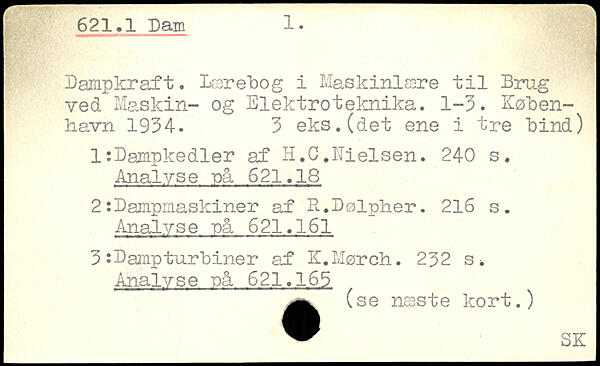 621.1 Dam 1.
Dampkraft. Lærebog i Maskinlære til Brug
ved Maskin- og Elektroteknika. 1-3. Køben-
havn 1934. 3 eks.(det ene i tre bind)
1:Dampkedler af H.C.Nielsen. 240 s.
Analyse på 621.18
2:Dampmaskiner af R.Dølpher. 216 s.
Analyse på 621.161
3:Dampturbiner af K.Mørch. 232 s.
Analyse på 621.165
(se næste kort.)
SK